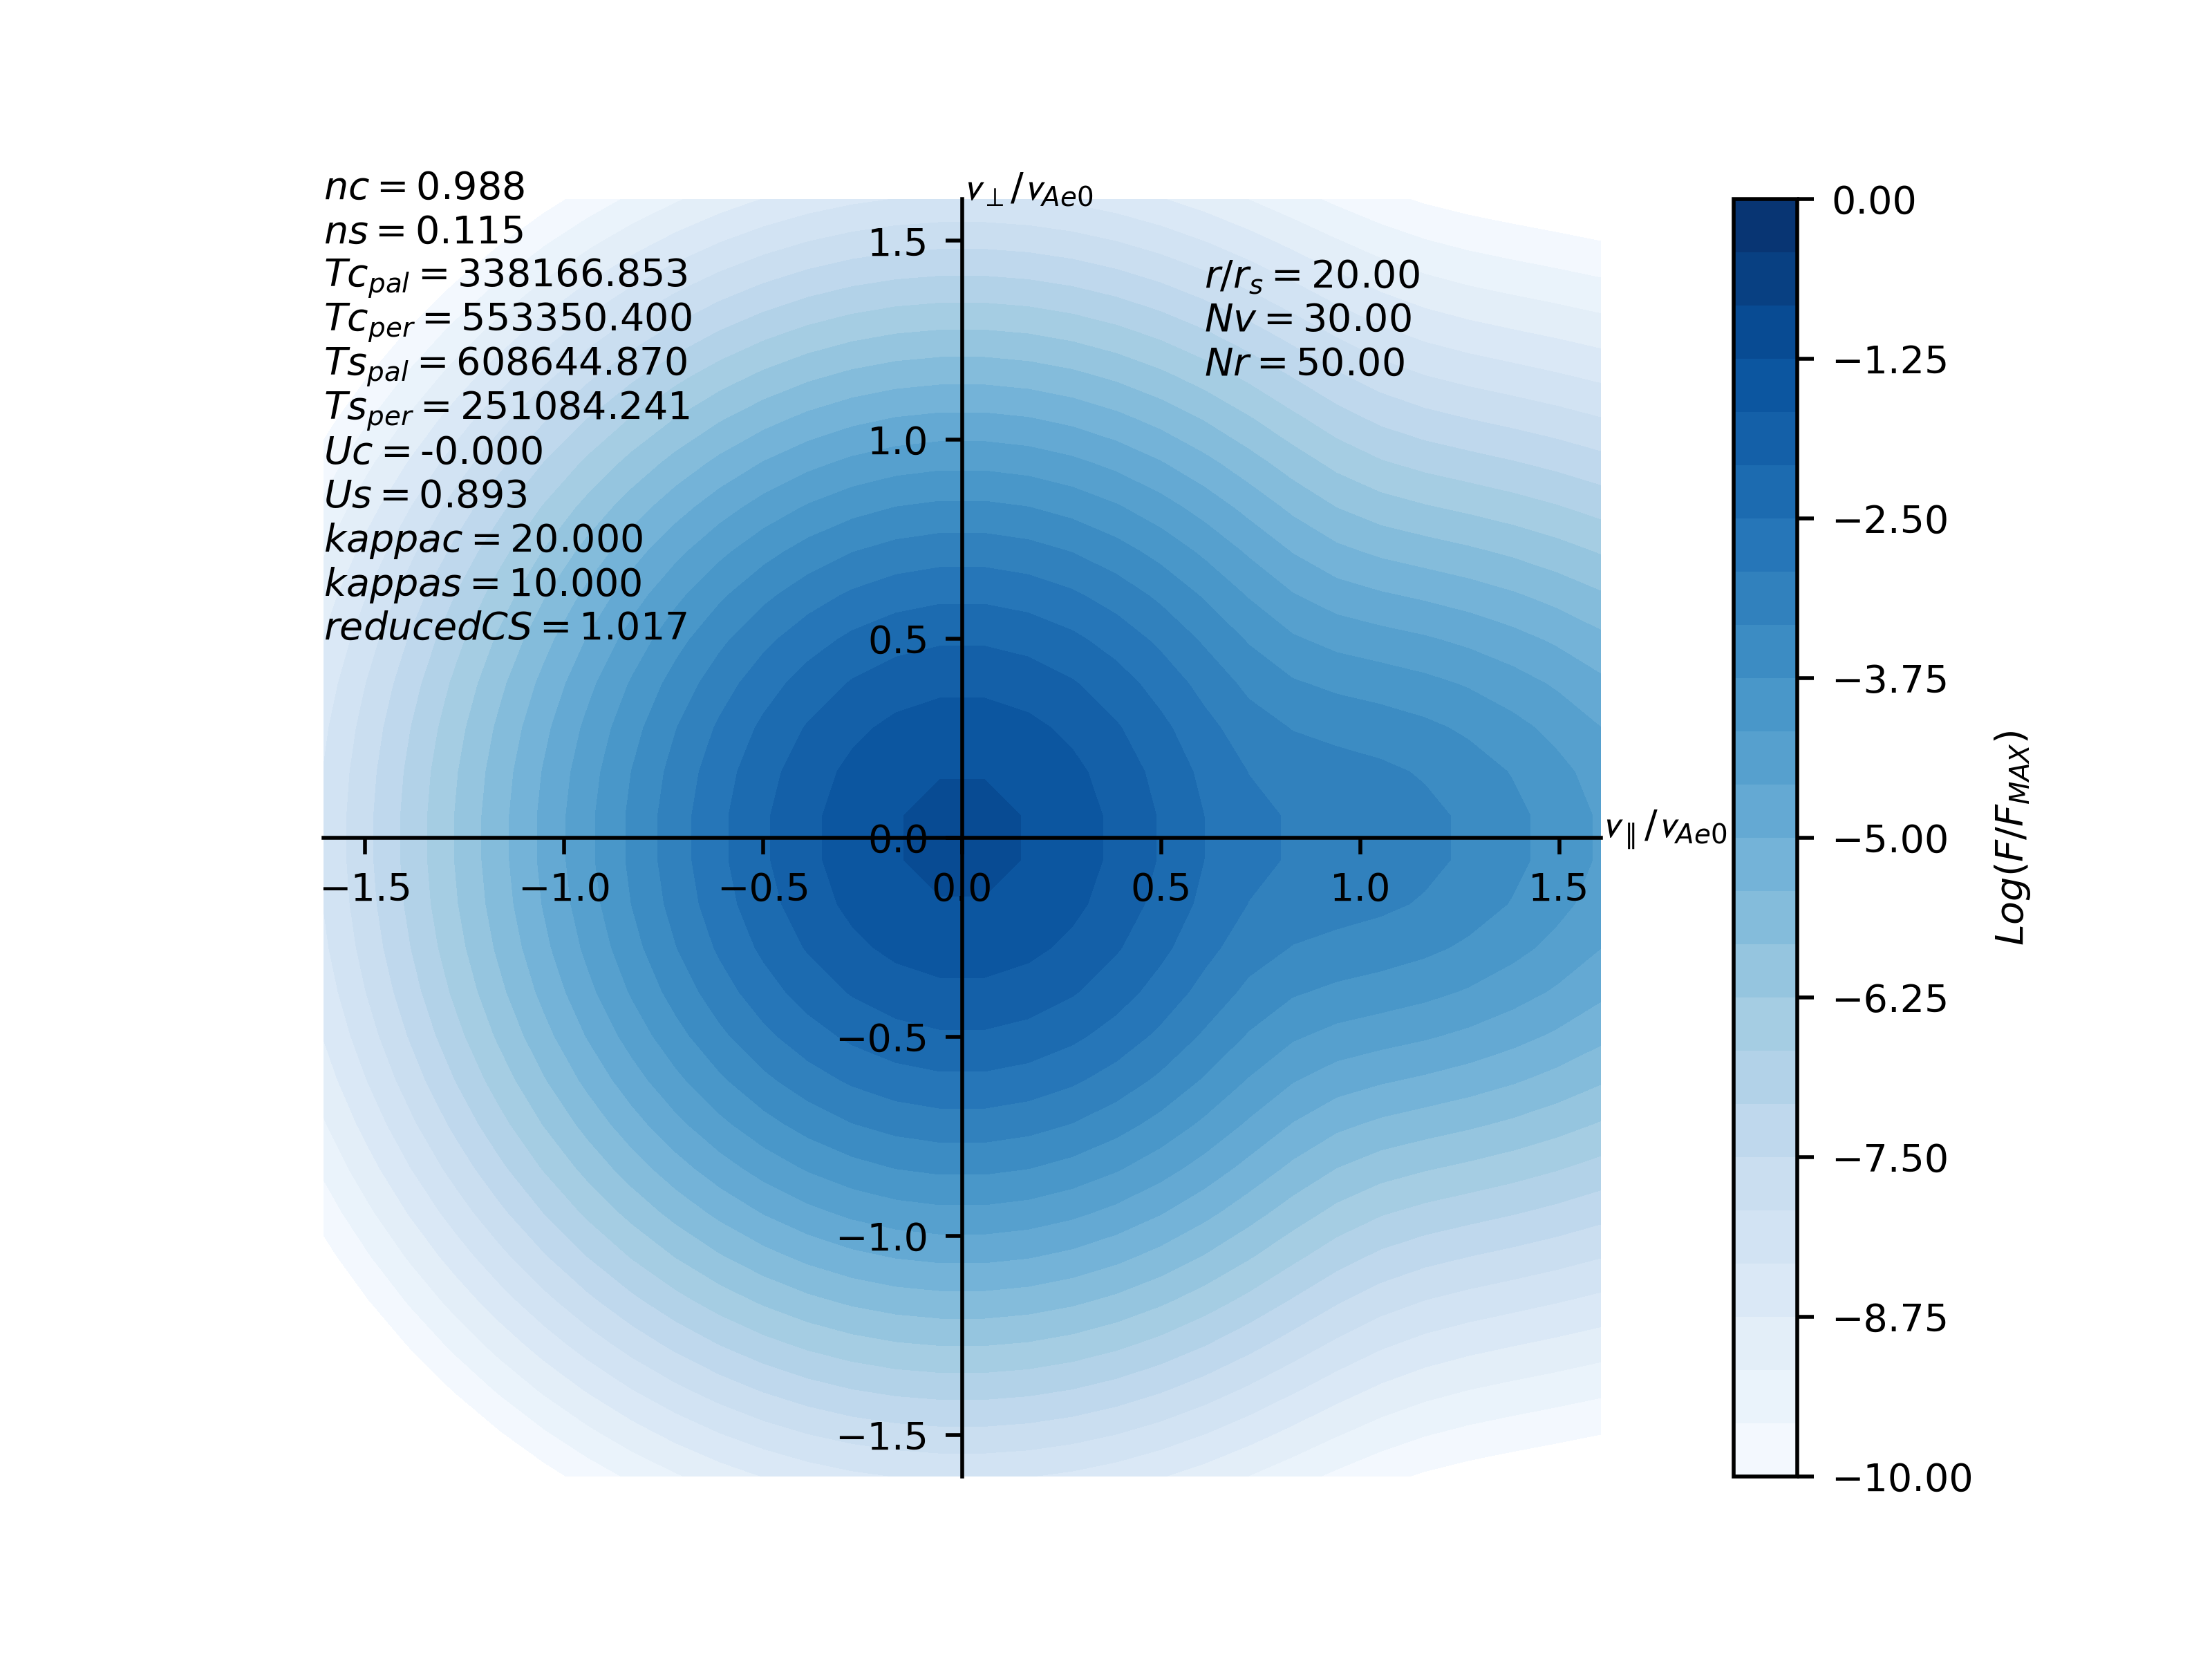 nc = 0.988
ns = 0.115
Tc_pal = 338166.853
Tc_per = 553350.400
Ts_pal = 608644.870
Ts_per = 251084.241
Uc = -0.000
Us = 0.893
kappac = 20.000
kappas = 10.000
reducedCS = 1.017
v⊥/v_Ae0
r/r_s = 20.00
Nv = 30.00
Nr = 50.00
1.5
1.0
0.5
0.0
−0.5
−1.0
−1.5
−1.5 −1.0 −0.5 0.0 0.5 1.0 1.5
v∥/v_Ae0
0.00
−1.25
−2.50
−3.75
−5.00
−6.25
−7.50
−8.75
−10.00
Log(F/F_MAX)